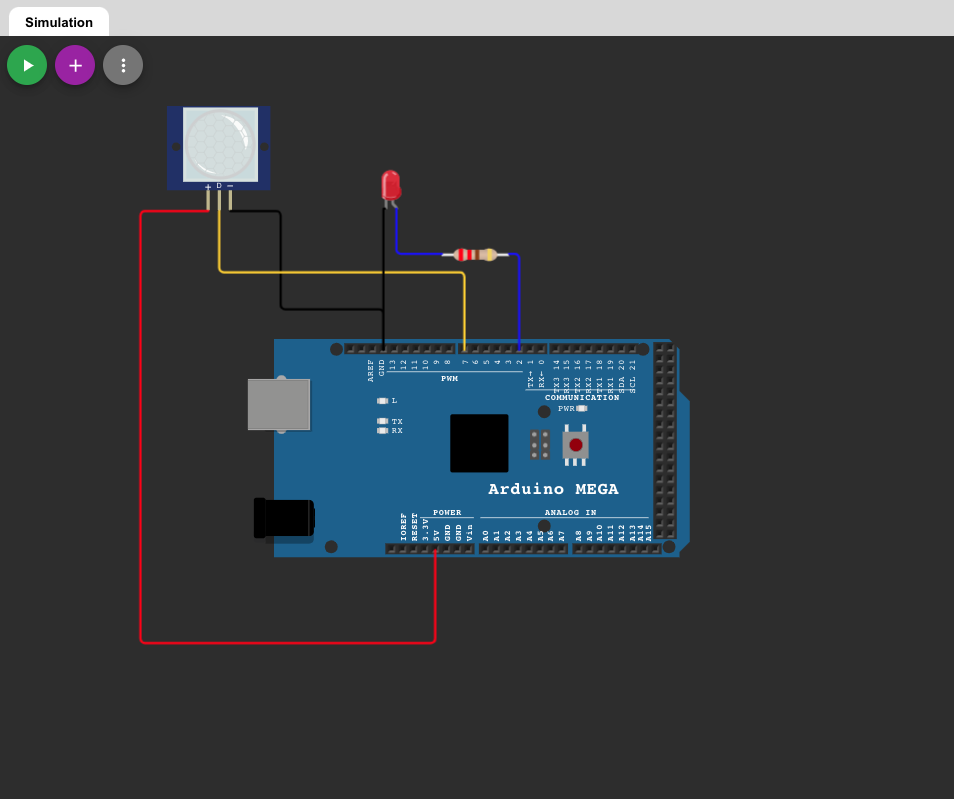 Simulation
+ D −
AREF GND 13 12 11 10 9 8 7 6 5 4 3 2 TX→ 1 RX← 0 TX3 14 RX3 15 TX2 16 RX2 17 TX1 18 RX1 19 SDA 20 SCL 21
PWM
COMMUNICATION
L
PWR
TX
RX
Arduino MEGA
POWER
ANALOG IN
IOREF RESET 3.3V 5V GND GND Vin A0 A1 A2 A3 A4 A5 A6 A7 A8 A9 A10 A11 A12 A13 A14 A15